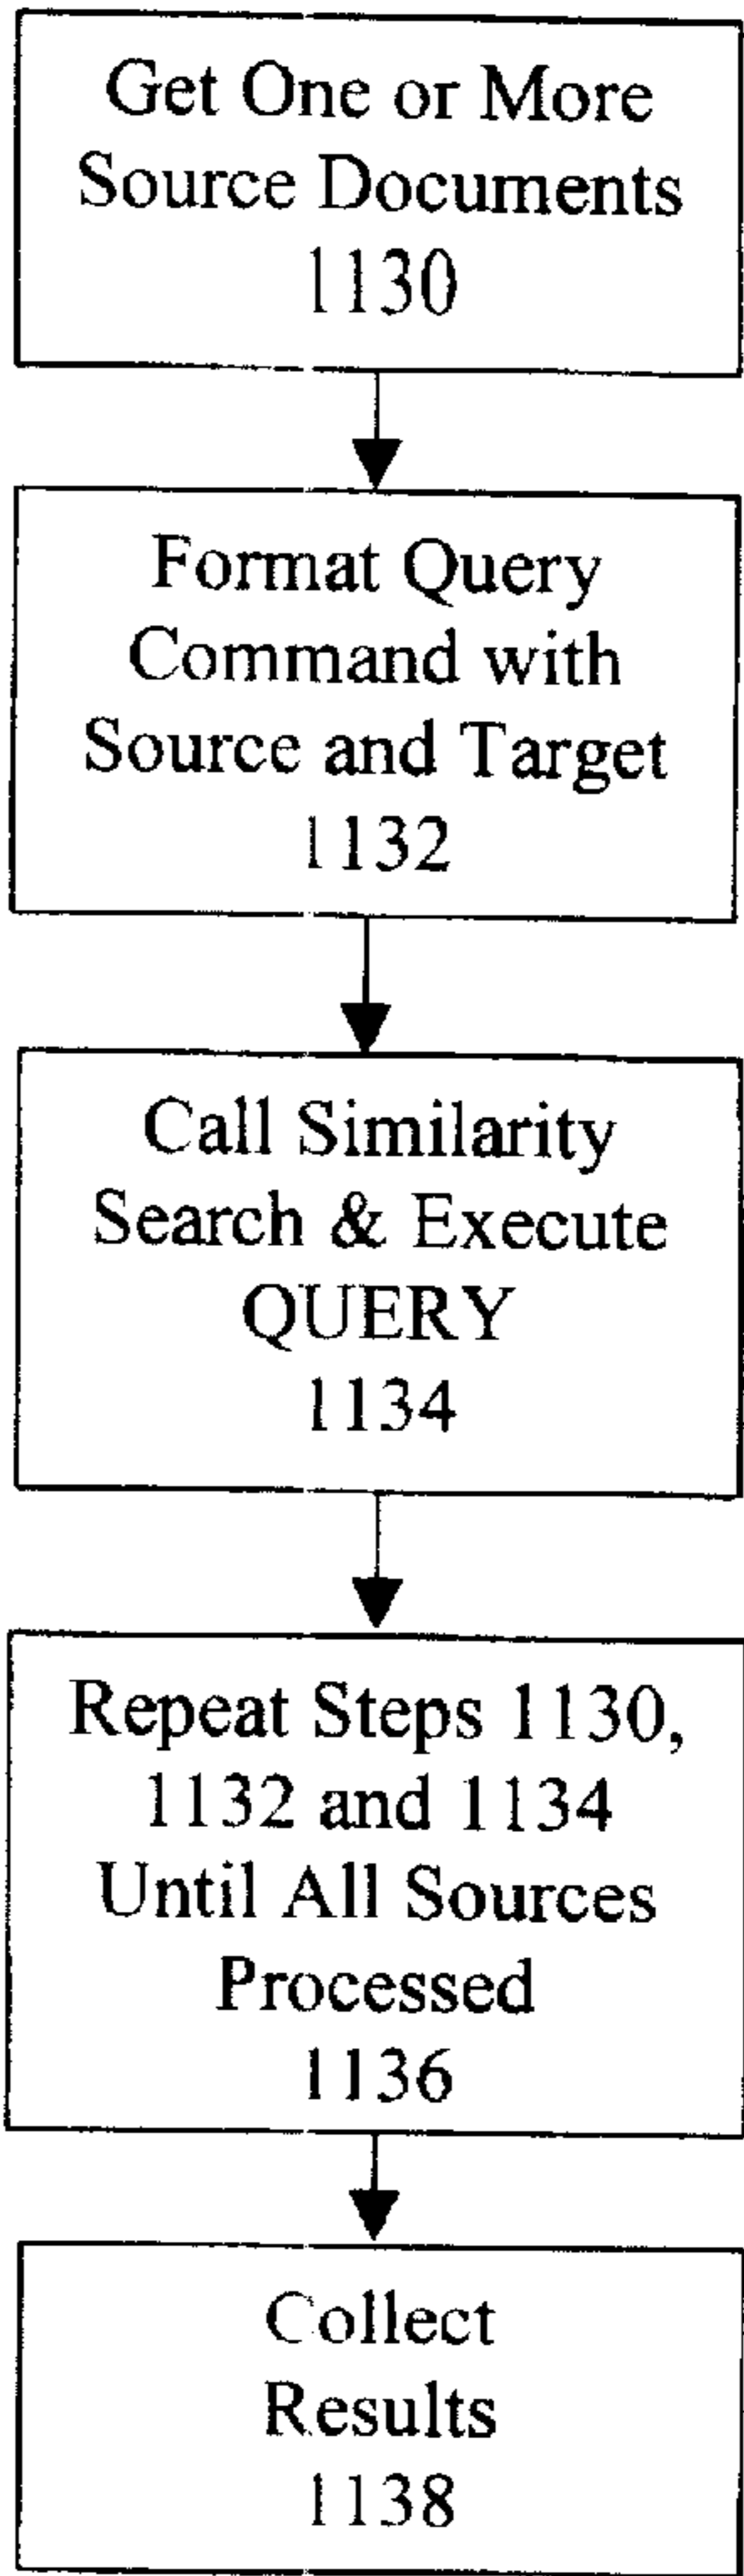 Get One or More
Source Documents
1130
Format Query
Command with
Source and Target
1132
Call Similarity
Search & Execute
QUERY
1134
Repeat Steps 1130,
1132 and 1134
Until All Sources
Processed
1136
Collect
Results
1138